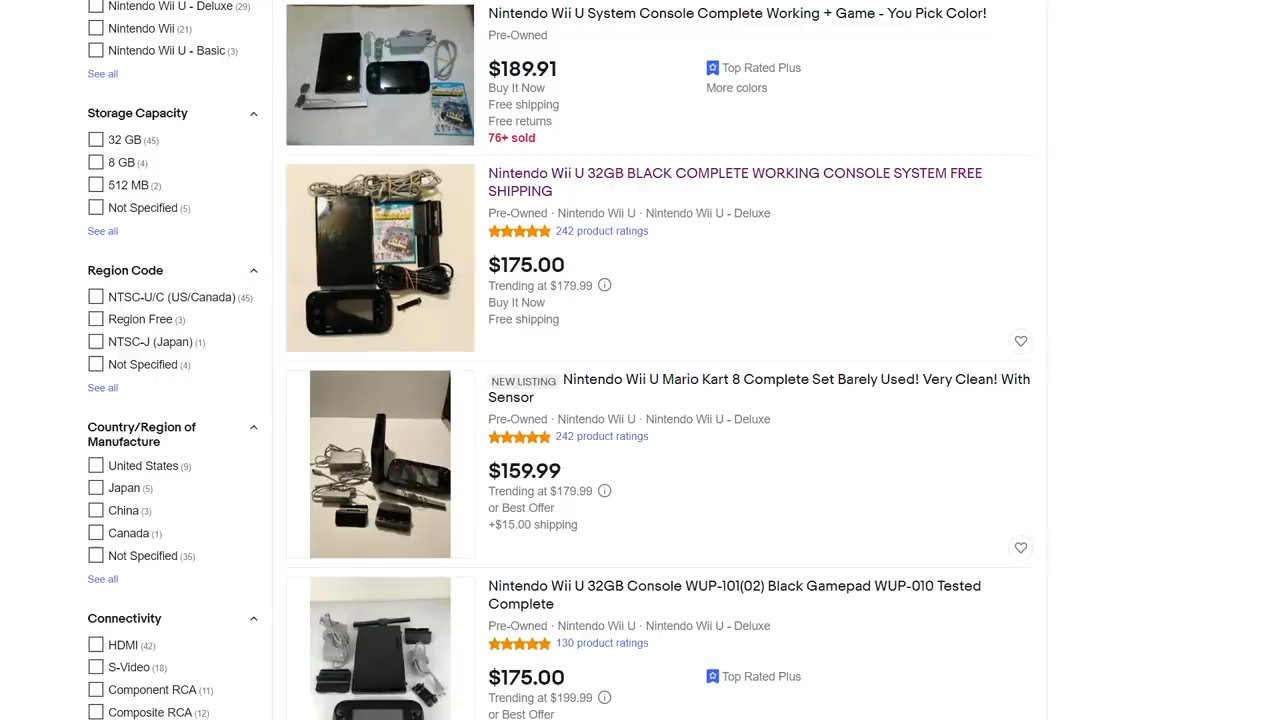 Nintendo Wii U - Deluxe (29)
Nintendo Wii (21)
Nintendo Wii U - Basic (3)
See all
Storage Capacity
32 GB (45)
8 GB (4)
512 MB (2)
Not Specified (5)
See all
Region Code
NTSC-U/C (US/Canada) (45)
Region Free (3)
NTSC-J (Japan) (1)
Not Specified (4)
See all
Country/Region of
Manufacture
United States (9)
Japan (5)
China (3)
Canada (1)
Not Specified (35)
See all
Connectivity
HDMI (42)
S-Video (18)
Component RCA (11)
Composite RCA (12)
Nintendo Wii U System Console Complete Working + Game - You Pick Color!
Pre-Owned
$189.91
Buy It Now
Free shipping
Free returns
76+ sold
Top Rated Plus
More colors
Nintendo Wii U 32GB BLACK COMPLETE WORKING CONSOLE SYSTEM FREE
SHIPPING
Pre-Owned · Nintendo Wii U · Nintendo Wii U - Deluxe
242 product ratings
$175.00
Trending at $179.99
Buy It Now
Free shipping
NEW LISTING Nintendo Wii U Mario Kart 8 Complete Set Barely Used! Very Clean! With
Sensor
Pre-Owned · Nintendo Wii U · Nintendo Wii U - Deluxe
242 product ratings
$159.99
Trending at $179.99
or Best Offer
+$15.00 shipping
Nintendo Wii U 32GB Console WUP-101(02) Black Gamepad WUP-010 Tested
Complete
Pre-Owned · Nintendo Wii U · Nintendo Wii U - Deluxe
130 product ratings
$175.00
Trending at $199.99
or Best Offer
Top Rated Plus